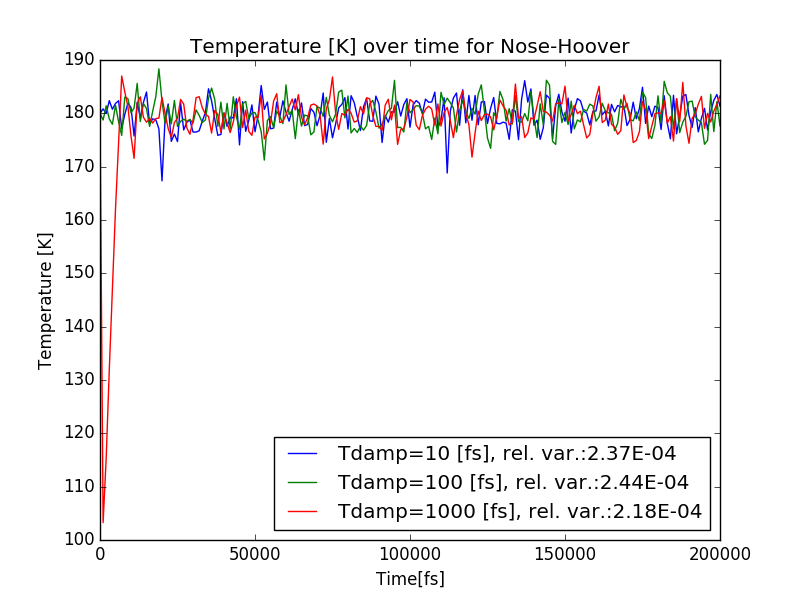 Temperature [K] over time for Nose-Hoover
190
180
170
160
150
140
130
120
110
100
Temperature [K]
Tdamp=10 [fs], rel. var.:2.37E-04
Tdamp=100 [fs], rel. var.:2.44E-04
Tdamp=1000 [fs], rel. var.:2.18E-04
0 50000 100000 150000 200000
Time[fs]